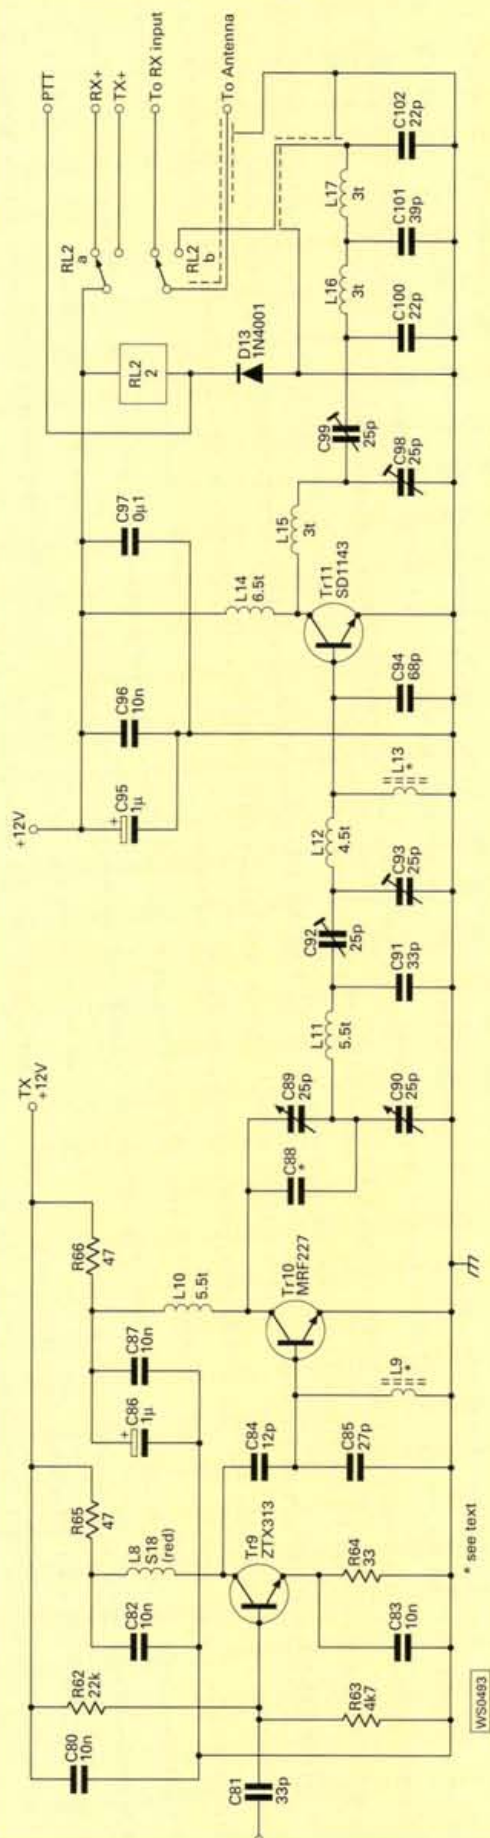 C80
10n
R62
22k
C81
33p
R63
4k7
C82
10n
R65
47
L8
S18
(red)
Tr9
ZTX313
C83
10n
R64
33
C84
12p
C85
27p
C86
1μ
+
C87
10n
R66
47
TX
+12V
L10
5.5t
L9
*
Tr10
MRF227
C88
*
C89
25p
C90
25p
L11
5.5t
C91
33p
C92
25p
C93
25p
L12
4.5t
L13
*
C94
68p
+12V
+
C95
1μ
C96
10n
C97
0μ1
L14
6.5t
Tr11
SD1143
L15
3t
C98
25p
C99
25p
RL2
2
D13
1N4001
RL2
a
RL2
b
PTT
RX+
TX+
To RX input
To Antenna
L16
3t
L17
3t
C100
22p
C101
39p
C102
22p
* see text
WS0493